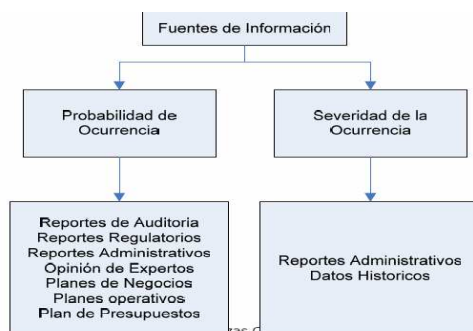 Fuentes de Información
Probabilidad de
Ocurrencia
Severidad de la
Ocurrencia
Reportes de Auditoria
Reportes Regulatorios
Reportes Administrativos
Opinión de Expertos
Planes de Negocios
Planes operativos
Plan de Presupuestos
Reportes Administrativos
Datos Historicos